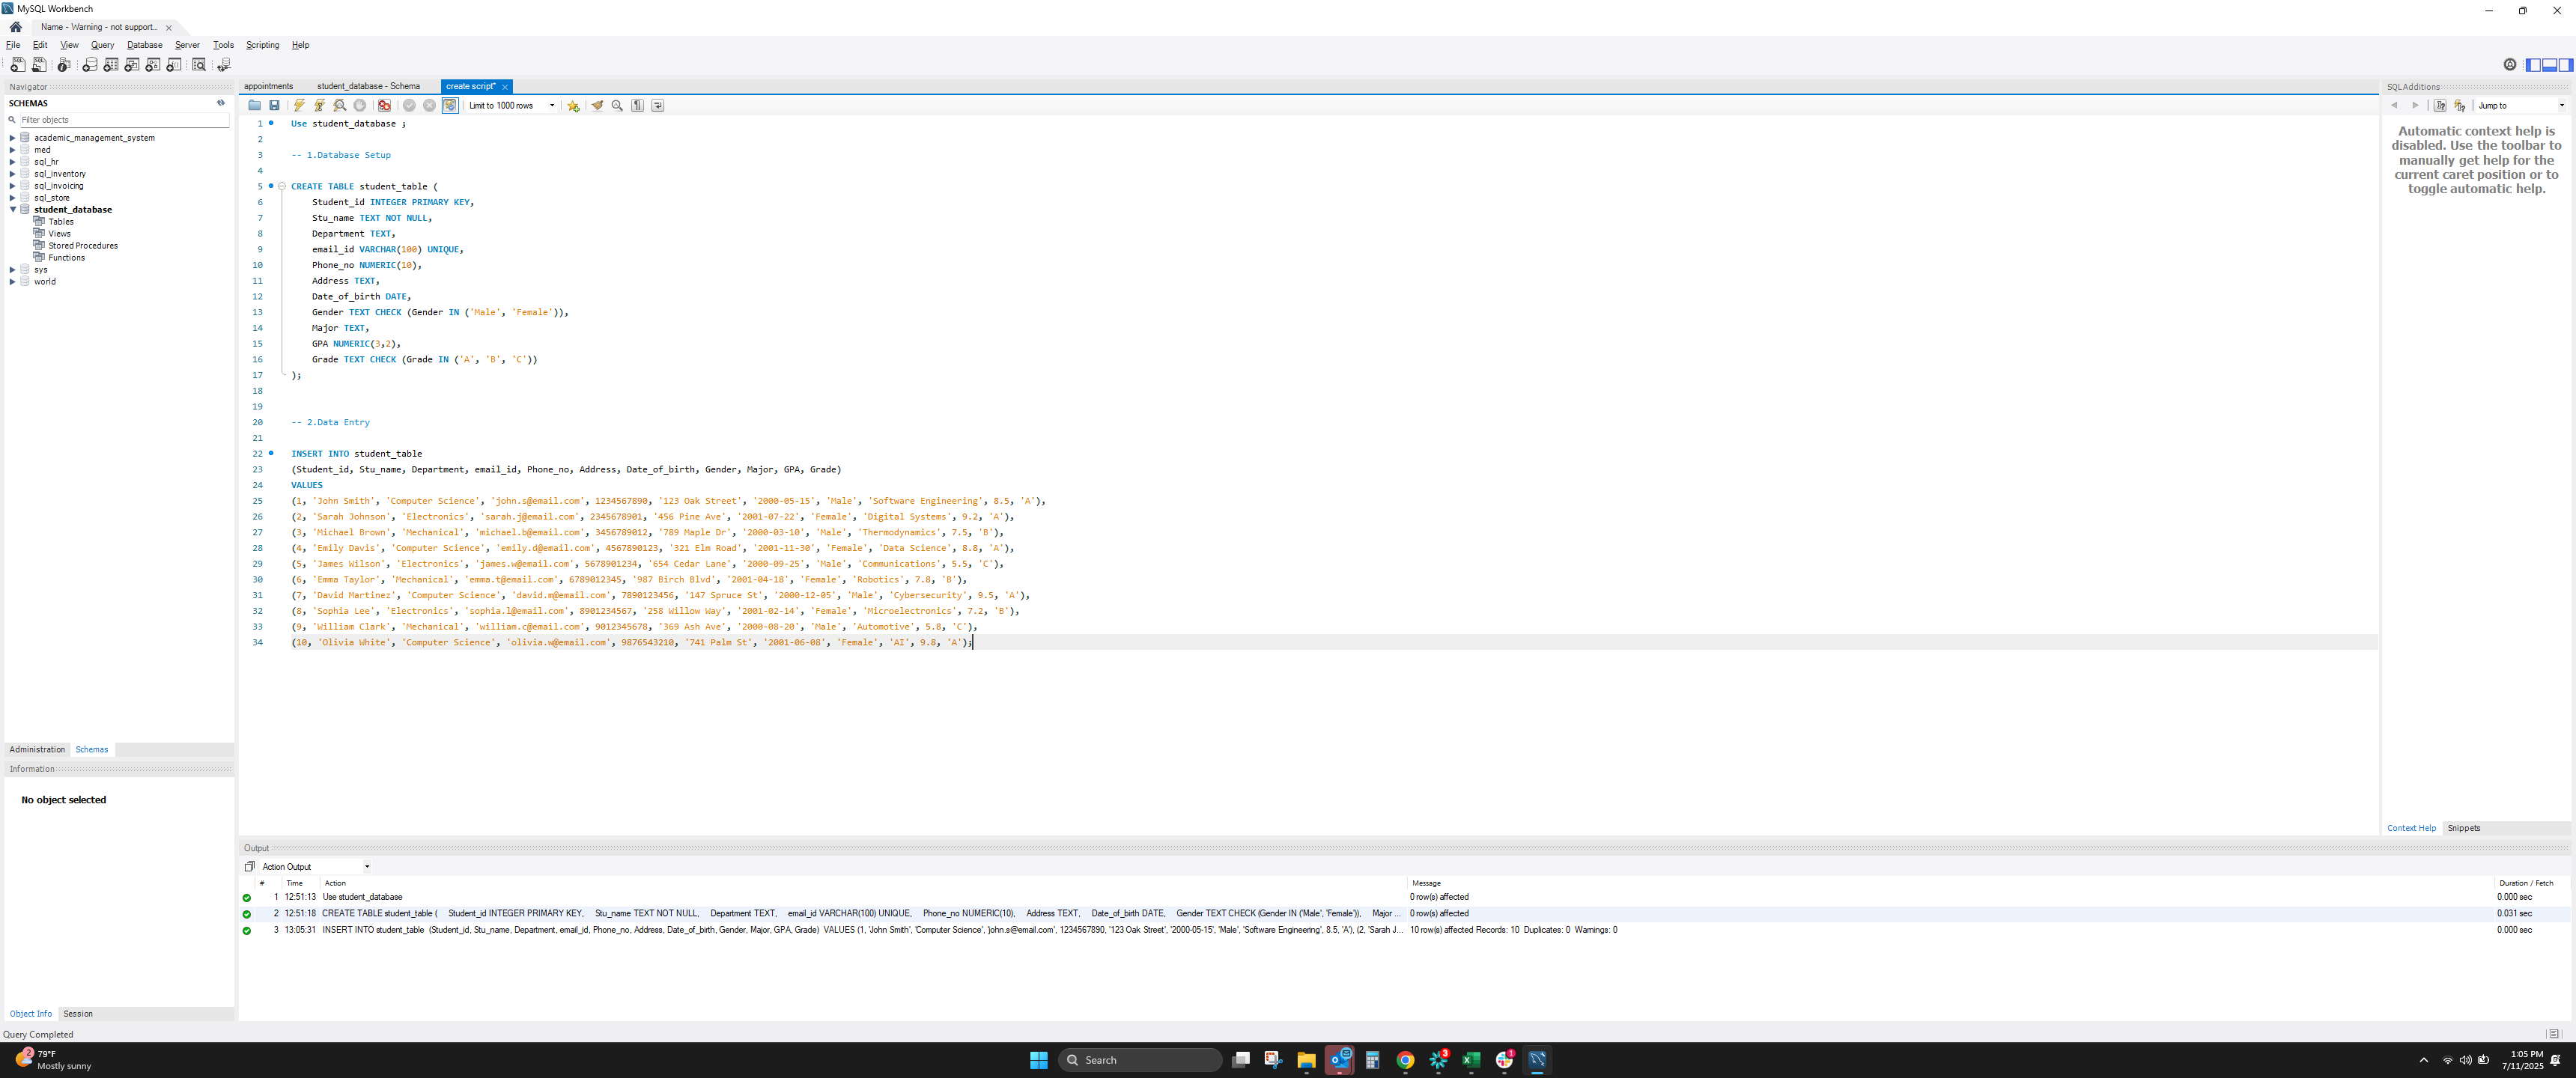 MySQL Workbench
Name - Warning - not support...
File Edit View Query Database Server Tools Scripting Help
Navigator
SCHEMAS
Filter objects
academic_management_system
med
sql_hr
sql_inventory
sql_invoicing
sql_store
student_database
Tables
Views
Stored Procedures
Functions
sys
world
Administration Schemas
Information
No object selected
Object Info Session
Query Completed
appointments student_database - Schema create script*
Limit to 1000 rows
1 Use student_database ;
2
3 -- 1.Database Setup
4
5 CREATE TABLE student_table (
6 Student_id INTEGER PRIMARY KEY,
7 Stu_name TEXT NOT NULL,
8 Department TEXT,
9 email_id VARCHAR(100) UNIQUE,
10 Phone_no NUMERIC(10),
11 Address TEXT,
12 Date_of_birth DATE,
13 Gender TEXT CHECK (Gender IN ('Male', 'Female')),
14 Major TEXT,
15 GPA NUMERIC(3,2),
16 Grade TEXT CHECK (Grade IN ('A', 'B', 'C'))
17 );
18
19
20 -- 2.Data Entry
21
22 INSERT INTO student_table
23 (Student_id, Stu_name, Department, email_id, Phone_no, Address, Date_of_birth, Gender, Major, GPA, Grade)
24 VALUES
25 (1, 'John Smith', 'Computer Science', 'john.s@email.com', 1234567890, '123 Oak Street', '2000-05-15', 'Male', 'Software Engineering', 8.5, 'A'),
26 (2, 'Sarah Johnson', 'Electronics', 'sarah.j@email.com', 2345678901, '456 Pine Ave', '2001-07-22', 'Female', 'Digital Systems', 9.2, 'A'),
27 (3, 'Michael Brown', 'Mechanical', 'michael.b@email.com', 3456789012, '789 Maple Dr', '2000-03-10', 'Male', 'Thermodynamics', 7.5, 'B'),
28 (4, 'Emily Davis', 'Computer Science', 'emily.d@email.com', 4567890123, '321 Elm Road', '2001-11-30', 'Female', 'Data Science', 8.8, 'A'),
29 (5, 'James Wilson', 'Electronics', 'james.w@email.com', 5678901234, '654 Cedar Lane', '2000-09-25', 'Male', 'Communications', 5.5, 'C'),
30 (6, 'Emma Taylor', 'Mechanical', 'emma.t@email.com', 6789012345, '987 Birch Blvd', '2001-04-18', 'Female', 'Robotics', 7.8, 'B'),
31 (7, 'David Martinez', 'Computer Science', 'david.m@email.com', 7890123456, '147 Spruce St', '2000-12-05', 'Male', 'Cybersecurity', 9.5, 'A'),
32 (8, 'Sophia Lee', 'Electronics', 'sophia.l@email.com', 8901234567, '258 Willow Way', '2001-02-14', 'Female', 'Microelectronics', 7.2, 'B'),
33 (9, 'William Clark', 'Mechanical', 'william.c@email.com', 9012345678, '369 Ash Ave', '2000-08-20', 'Male', 'Automotive', 5.8, 'C'),
34 (10, 'Olivia White', 'Computer Science', 'olivia.w@email.com', 9876543210, '741 Palm St', '2001-06-08', 'Female', 'AI', 9.8, 'A');
SQLAdditions
Jump to
Automatic context help is
disabled. Use the toolbar to
manually get help for the
current caret position or to
toggle automatic help.
Context Help Snippets
Output
Action Output
# Time Action Message Duration / Fetch
1 12:51:13 Use student_database 0 row(s) affected 0.000 sec
2 12:51:18 CREATE TABLE student_table ( Student_id INTEGER PRIMARY KEY, Stu_name TEXT NOT NULL, Department TEXT, email_id VARCHAR(100) UNIQUE, Phone_no NUMERIC(10), Address TEXT, Date_of_birth DATE, Gender TEXT CHECK (Gender IN ('Male', 'Female')), Major ... 0 row(s) affected 0.031 sec
3 13:05:31 INSERT INTO student_table (Student_id, Stu_name, Department, email_id, Phone_no, Address, Date_of_birth, Gender, Major, GPA, Grade) VALUES (1, 'John Smith', 'Computer Science', 'john.s@email.com', 1234567890, '123 Oak Street', '2000-05-15', 'Male', 'Software Engineering', 8.5, 'A'), (2, 'Sarah J... 10 row(s) affected Records: 10 Duplicates: 0 Warnings: 0 0.000 sec
2
79°F
Mostly sunny
Search
3
1
1:05 PM
7/11/2025